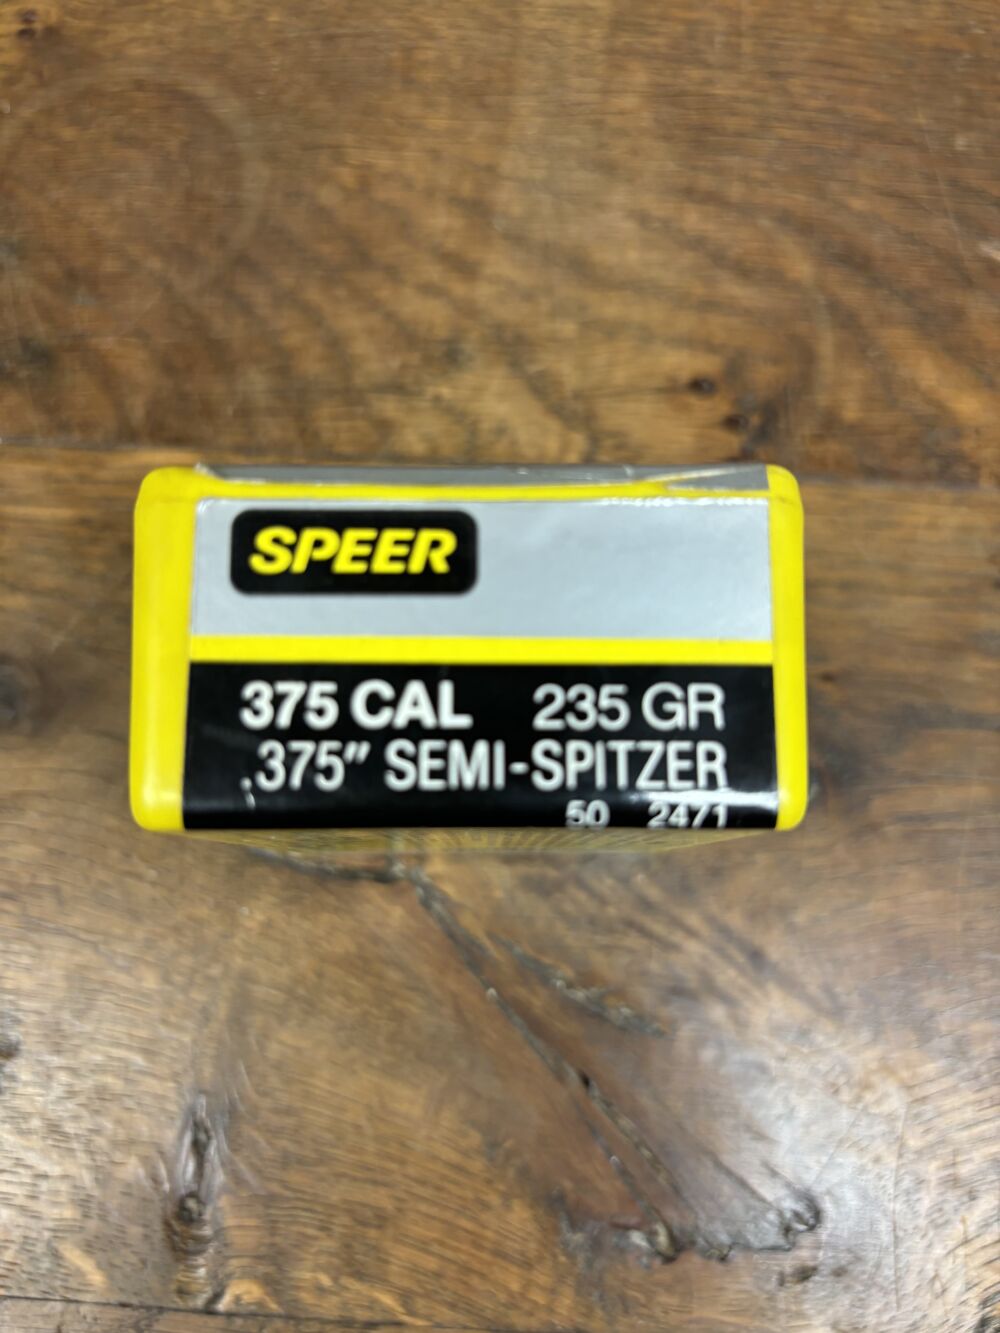 SPEER
375 CAL 235 GR
.375" SEMI-SPITZER
50 2471